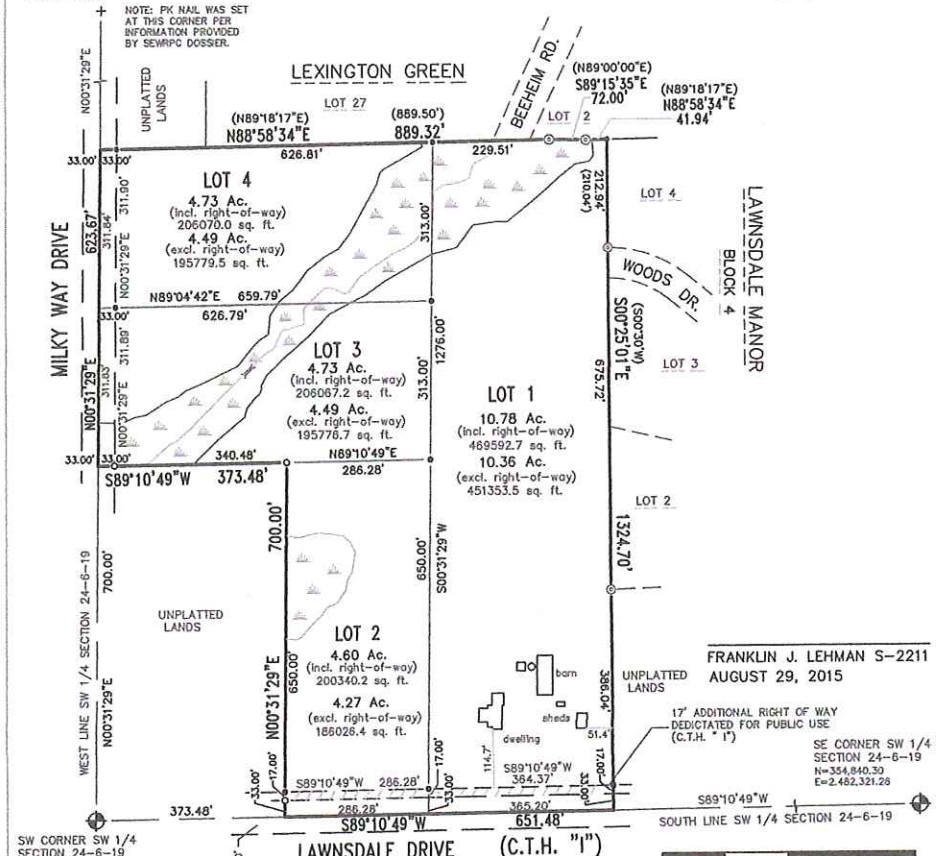 NOTE: PK NAIL WAS SET
AT THIS CORNER PER
INFORMATION PROVIDED
BY SEWRPC DOSSIER.
N00°31'29"E
UNPLATTED
LANDS
LEXINGTON GREEN
LOT 27
BEEHEIM RD.
(N89°00'00"E)
S89°15'35"E
72.00'
(N89°18'17"E)
N88°58'34"E
41.94'
LOT 2
(N89°18'17"E)
N88°58'34"E
(889.50')
889.32'
626.81'
229.51'
33.00'
33.00'
LOT 4
4.73 Ac.
(incl. right-of-way)
206070.0 sq. ft.
4.49 Ac.
(excl. right-of-way)
195779.5 sq. ft.
MILKY WAY DRIVE
623.67'
311.84'
311.90'
N00°31'29"E
313.00'
212.94'
(210.04')
LOT 4
LAWNSDALE MANOR
BLOCK 4
WOODS DR.
N89°04'42"E 659.79'
626.79'
33.00'
(S00°30'W)
S00°25'01"E
675.72'
LOT 3
N00°31'29"E
311.83'
311.89'
N00°31'29"E
LOT 3
4.73 Ac.
(incl. right-of-way)
206067.2 sq. ft.
4.49 Ac.
(excl. right-of-way)
195778.7 sq. ft.
1276.00'
313.00'
LOT 1
10.78 Ac.
(incl. right-of-way)
469592.7 sq. ft.
10.36 Ac.
(excl. right-of-way)
451353.5 sq. ft.
33.00'
340.48'
N89°10'49"E
286.28'
S89°10'49"W
373.48'
LOT 2
1324.70'
700.00'
700.00'
650.00'
S00°31'29"W
WEST LINE SW 1/4 SECTION 24-6-19
N00°31'29"E
UNPLATTED
LANDS
N00°31'29"E
650.00'
LOT 2
4.60 Ac.
(incl. right-of-way)
200340.2 sq. ft.
4.27 Ac.
(excl. right-of-way)
186026.4 sq. ft.
barn
sheds
dwelling
114.7'
51.4'
386.04'
UNPLATTED
LANDS
FRANKLIN J. LEHMAN S-2211
AUGUST 29, 2015
17' ADDITIONAL RIGHT OF WAY
DEDICTATED FOR PUBLIC USE
(C.T.H. " I")
SE CORNER SW 1/4
SECTION 24-6-19
N=354,840.30
E=2,482,321.26
17.00'
33.00'
S89°10'49"W
286.28'
17.00'
33.00'
S89°10'49"W
364.37'
17.00'
33.00'
373.48'
286.28'
365.20'
S89°10'49"W
S89°10'49"W
651.48'
SOUTH LINE SW 1/4 SECTION 24-6-19
SW CORNER SW 1/4
SECTION 24-6-19
LAWNSDALE DRIVE (C.T.H. "I")